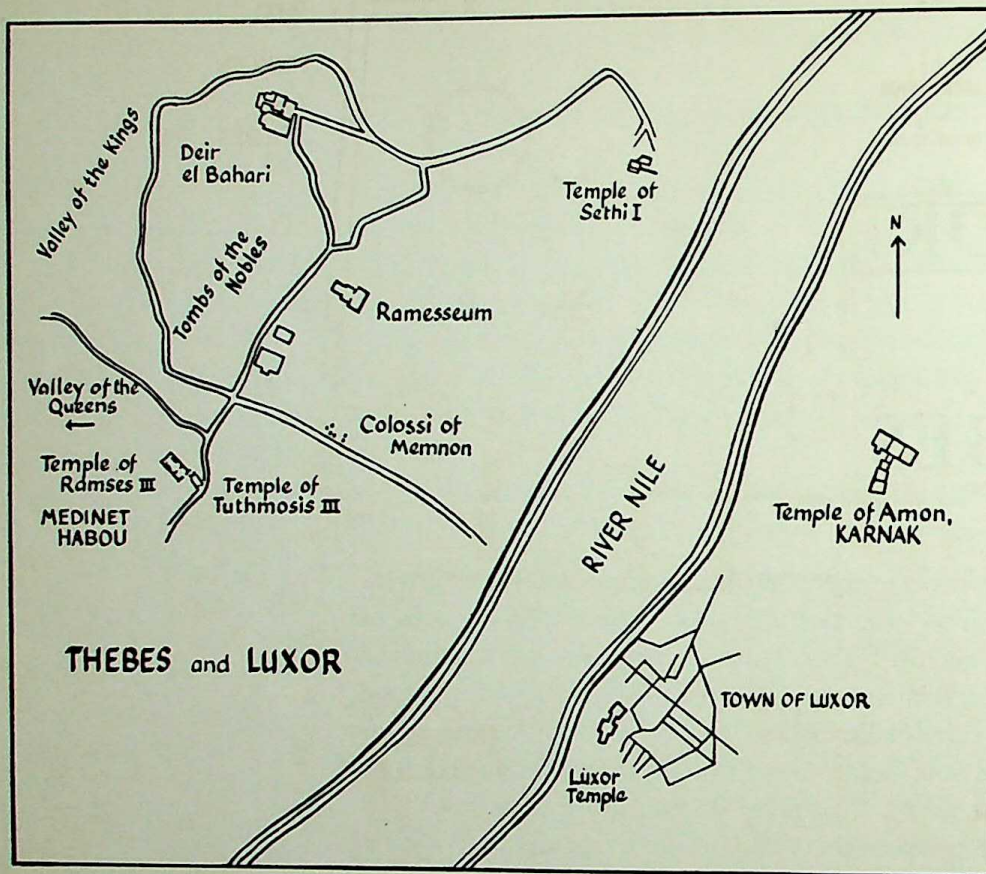 Valley of the Kings
Deir
el Bahari
Temple of
Sethi I
N
Tombs of the
Nobles
Ramesseum
Valley of the
Queens
Colossi of
Memnon
Temple of
Ramses III
MEDINET
HABOU
Temple of
Tuthmosis III
RIVER NILE
Temple of Amon,
KARNAK
THEBES and LUXOR
TOWN OF LUXOR
Luxor
Temple